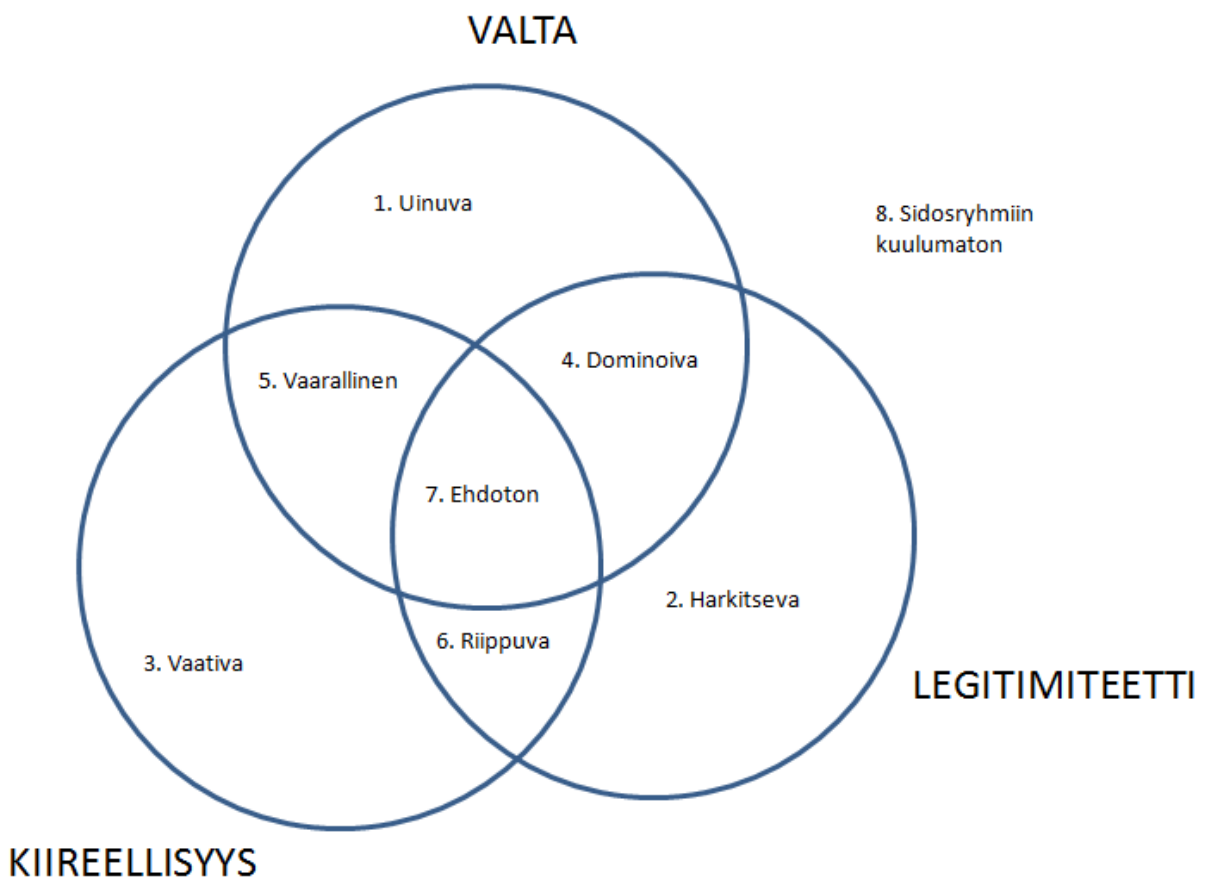 VALTA
1. Uinuva
8. Sidosryhmiin
kuulumaton
4. Dominoiva
5. Vaarallinen
7. Ehdoton
2. Harkitseva
6. Riippuva
3. Vaativa
LEGITIMITEETTI
KIIREELLISYYS